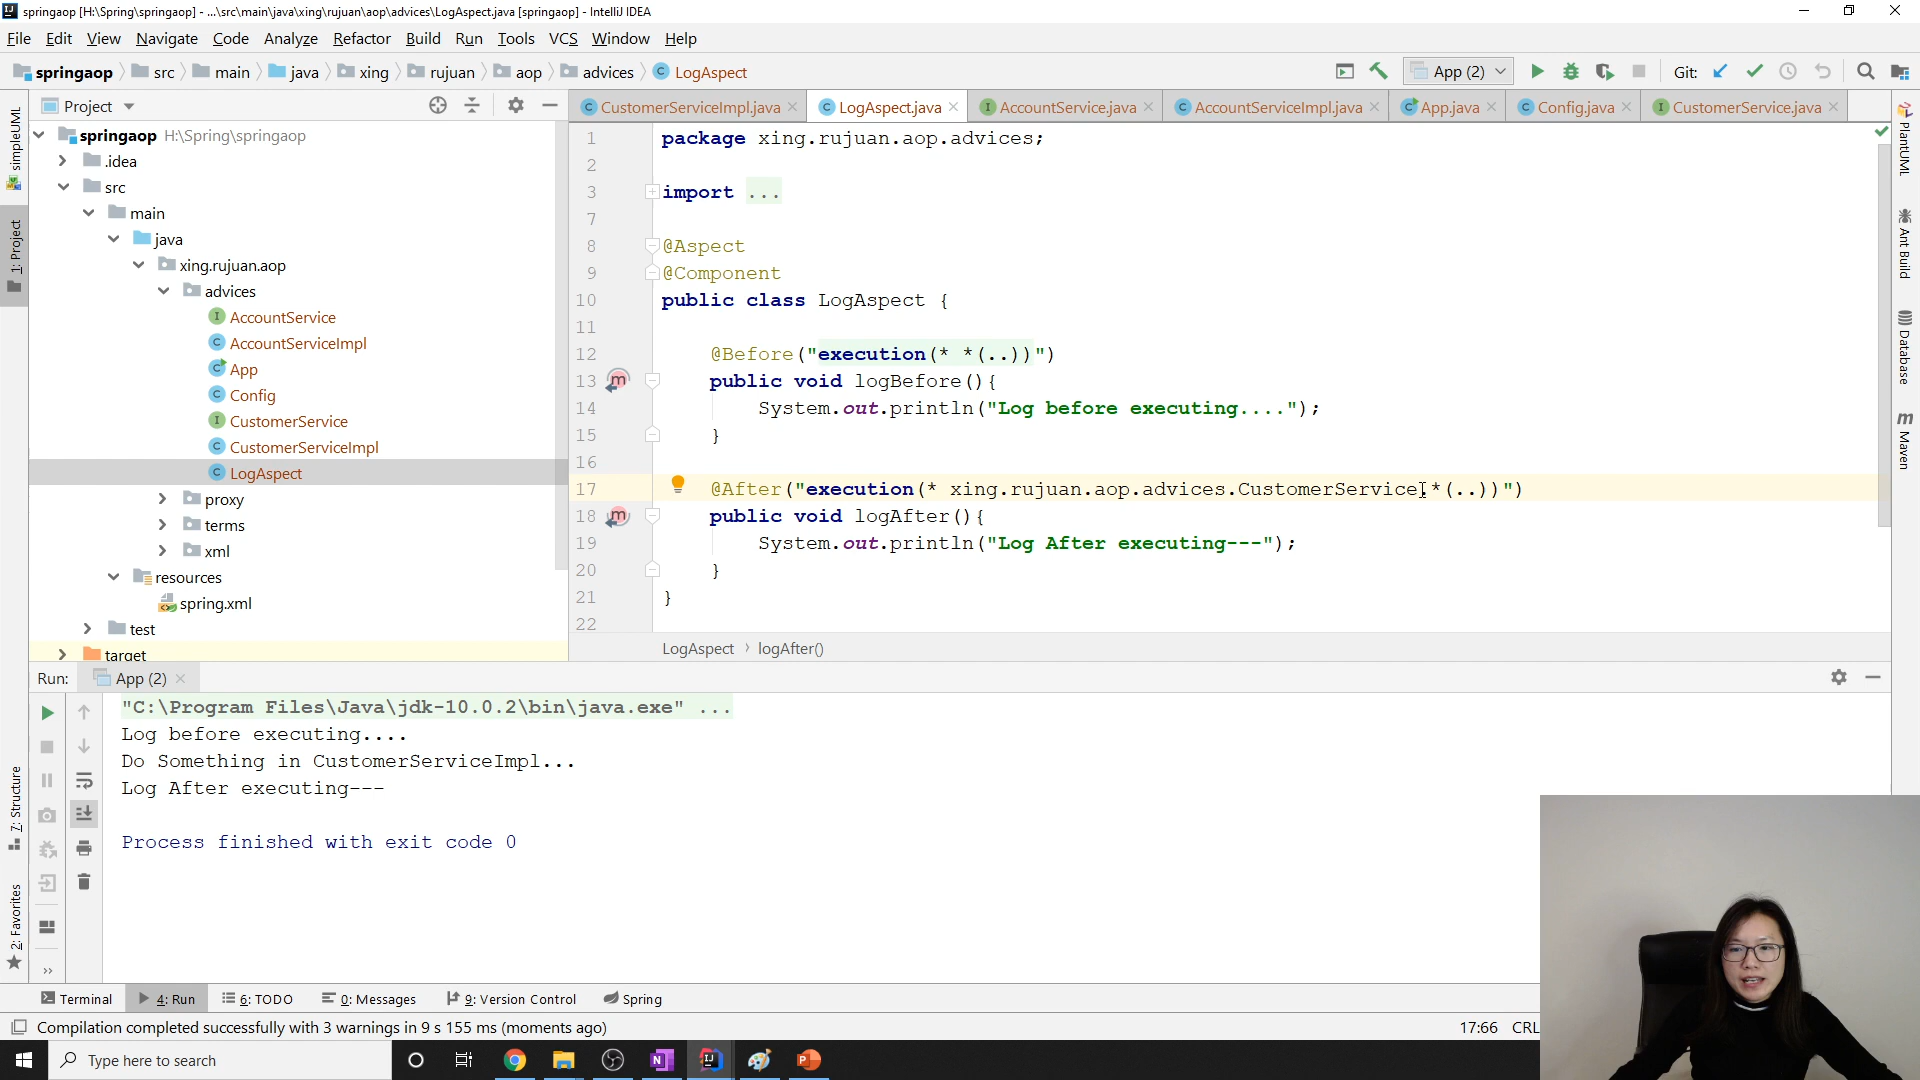 springaop [H:\Spring\springaop] - ...\src\main\java\xing\rujuan\aop\advices\LogAspect.java [springaop] - IntelliJ IDEA
File Edit View Navigate Code Analyze Refactor Build Run Tools VCS Window Help
springaop src main java xing rujuan aop advices LogAspect App (2) Git:
Project
CustomerServiceImpl.java LogAspect.java AccountService.java AccountServiceImpl.java App.java Config.java CustomerService.java
springaop H:\Spring\springaop
.idea
src
main
java
xing.rujuan.aop
advices
AccountService
AccountServiceImpl
App
Config
CustomerService
CustomerServiceImpl
LogAspect
proxy
terms
xml
resources
spring.xml
test
target
simpleUML
1: Project
7: Structure
2: Favorites
1 package xing.rujuan.aop.advices;
2
3 import ...
7
8 @Aspect
9 @Component
10 public class LogAspect {
11
12 @Before("execution(* *(..))")
13 public void logBefore(){
14 System.out.println("Log before executing....");
15 }
16
17 @After("execution(* xing.rujuan.aop.advices.CustomerService.*(..))")
18 public void logAfter(){
19 System.out.println("Log After executing---");
20 }
21 }
22
LogAspect › logAfter()
PlantUML
Ant Build
Database
Maven
Run: App (2)
"C:\Program Files\Java\jdk-10.0.2\bin\java.exe" ...
Log before executing....
Do Something in CustomerServiceImpl...
Log After executing---
Process finished with exit code 0
Terminal 4: Run 6: TODO 0: Messages 9: Version Control Spring
Compilation completed successfully with 3 warnings in 9 s 155 ms (moments ago) 17:66 CRL
Type here to search